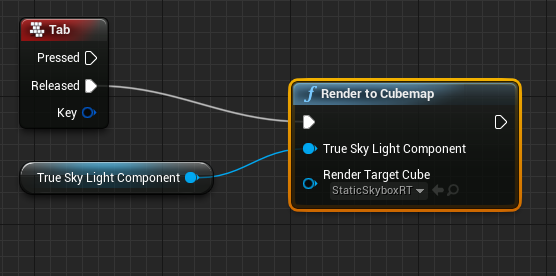 Tab
Pressed
Released
Key
True Sky Light Component
f Render to Cubemap
True Sky Light Component
Render Target Cube
StaticSkyboxRT